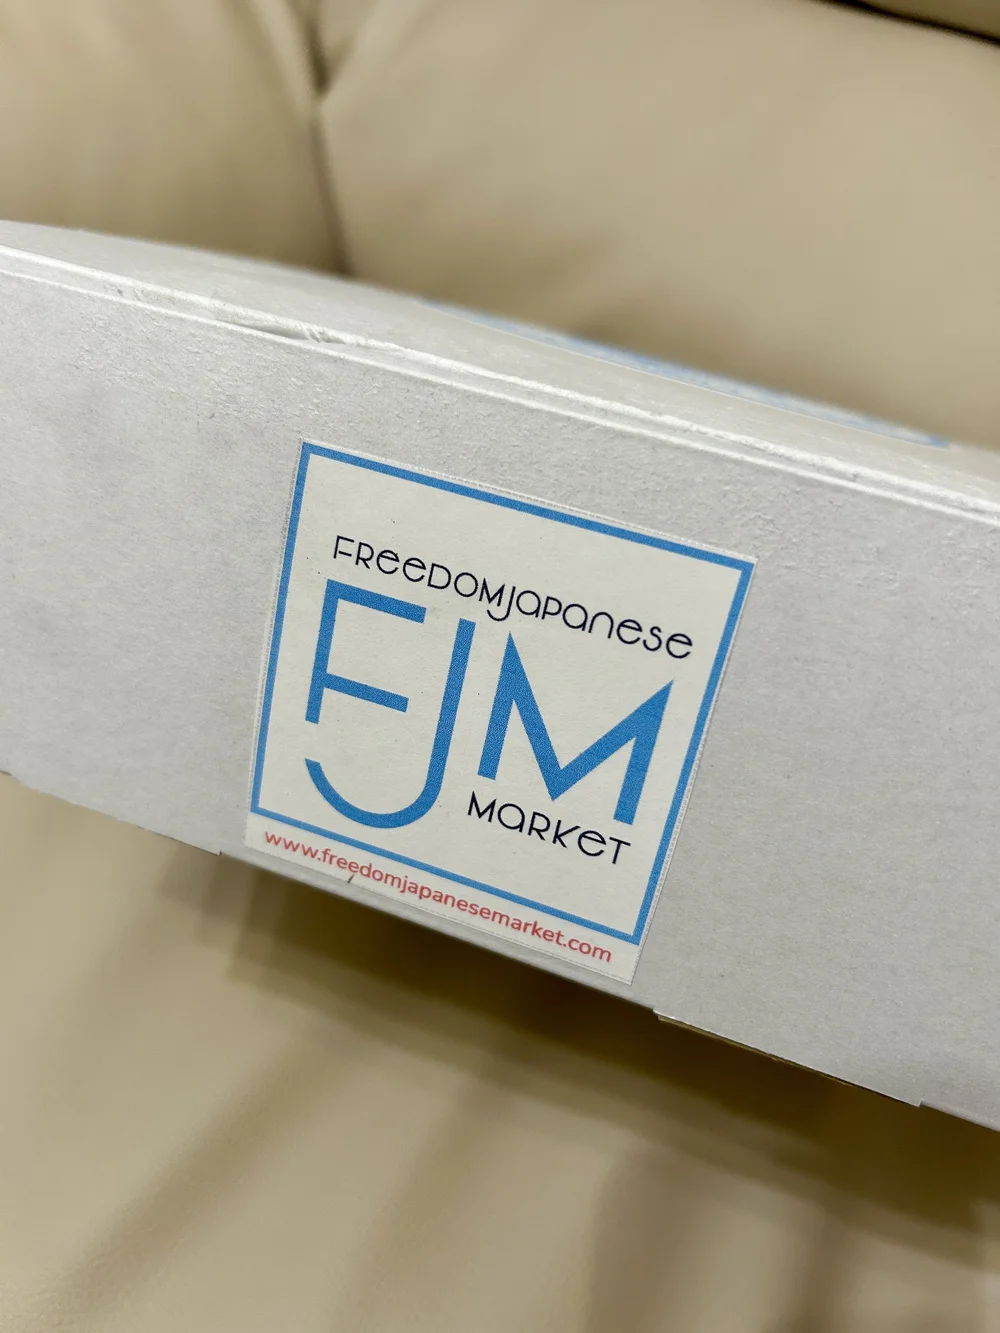 FREEDOMJAPANESE
FJM
MARKET
www.freedomjapanesemarket.com